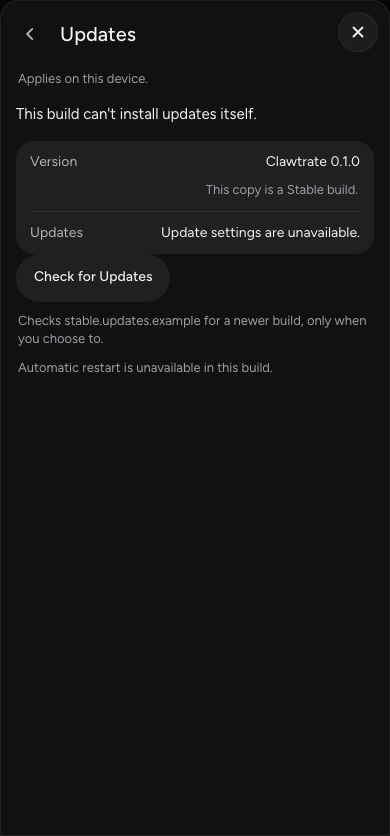 Updates
Applies on this device.
This build can't install updates itself.
Version Clawtrate 0.1.0
This copy is a Stable build.
Updates Update settings are unavailable.
Check for Updates
Checks stable.updates.example for a newer build, only when
you choose to.
Automatic restart is unavailable in this build.